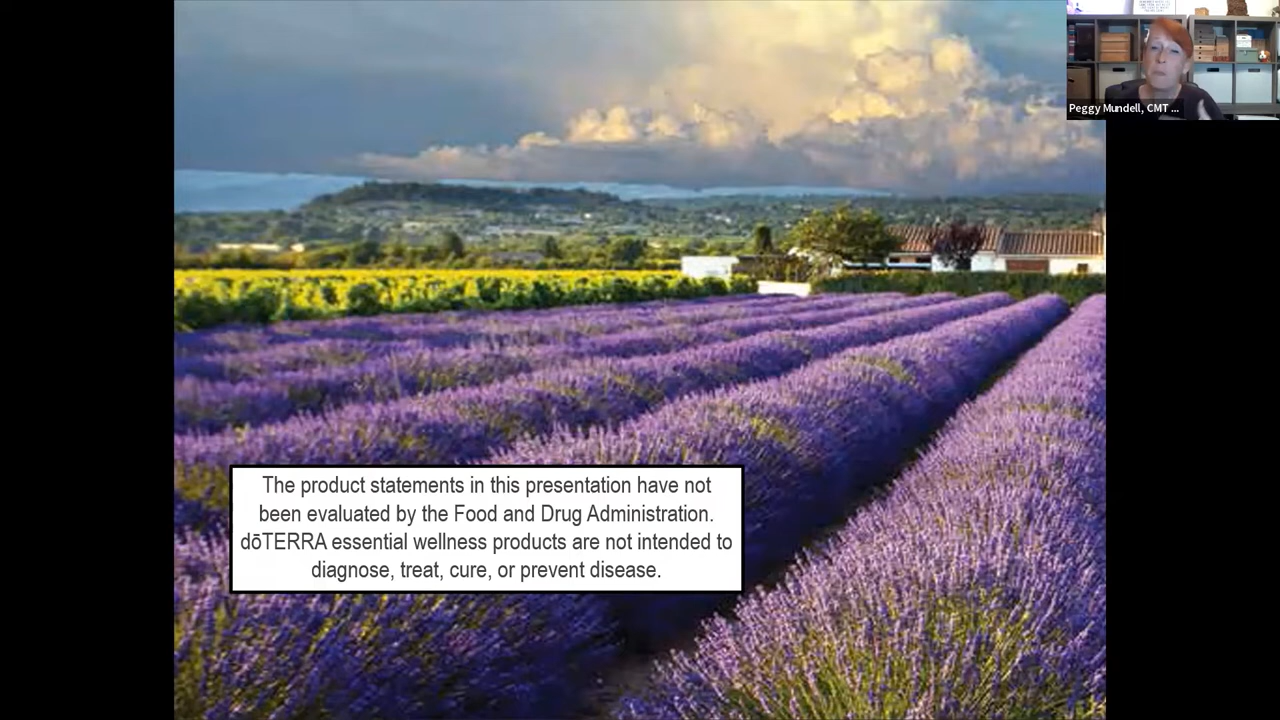 Peggy Mundell, CMT ...
The product statements in this presentation have not
been evaluated by the Food and Drug Administration.
dōTERRA essential wellness products are not intended to
diagnose, treat, cure, or prevent disease.